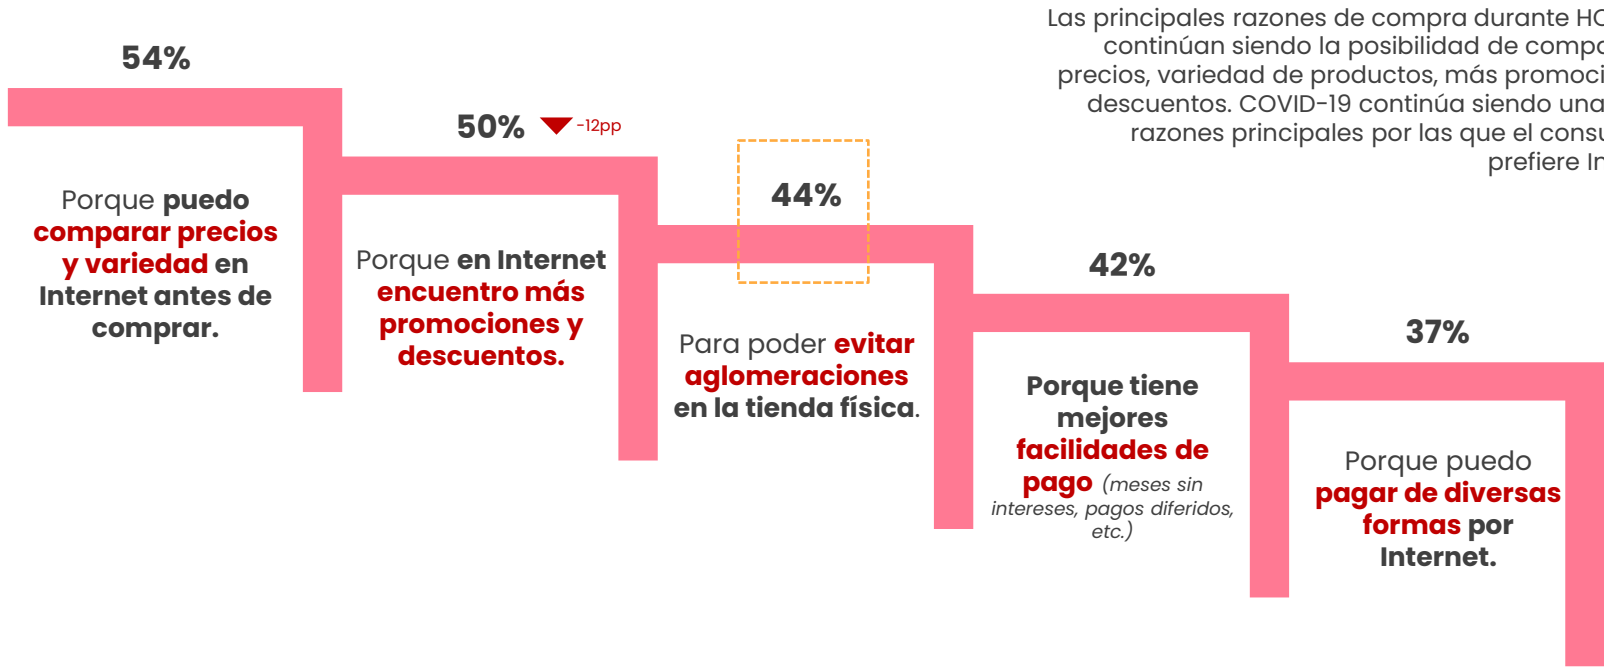 Las principales razones de compra durante
continúan siendo la posibilidad de
precios, variedad de productos, más
descuentos. COVID-19 continúa siendo una
razones principales por las que el
prefiere
54%
Porque puedo
comparar precios
y variedad en
Internet antes de
comprar.
50% -12pp
Porque en Internet
encuentro más
promociones y
descuentos.
44%
Para poder evitar
aglomeraciones
en la tienda física.
42%
Porque tiene
mejores
facilidades de
pago (meses sin
intereses, pagos diferidos,
etc.)
37%
Porque puedo
pagar de diversas
formas por
Internet.